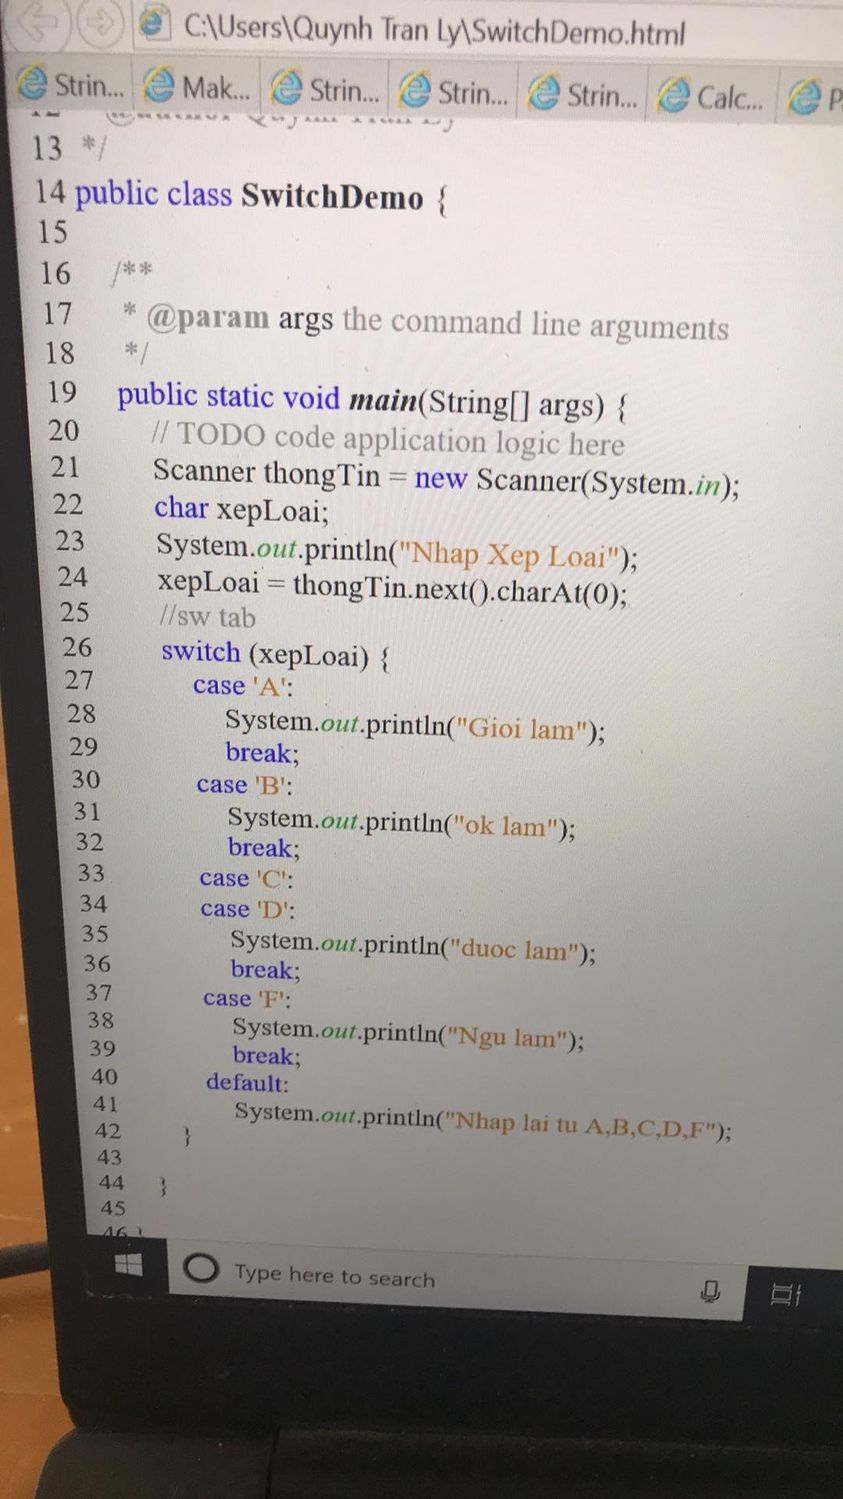 C:\Users\Quynh Tran Ly\SwitchDemo.html
Strin... Mak... Strin... Strin... Strin... Calc... P
13 */
14 public class SwitchDemo {
15
16 /**
17 * @param args the command line arguments
18 */
19 public static void main(String[] args) {
20 // TODO code application logic here
21 Scanner thongTin = new Scanner(System.in);
22 char xepLoai;
23 System.out.println("Nhap Xep Loai");
24 xepLoai = thongTin.next().charAt(0);
25 //sw tab
26 switch (xepLoai) {
27 case 'A':
28 System.out.println("Gioi lam");
29 break;
30 case 'B':
31 System.out.println("ok lam");
32 break;
33 case 'C':
34 case 'D':
35 System.out.println("duoc lam");
36 break;
37 case 'F':
38 System.out.println("Ngu lam");
39 break;
40 default:
41 System.out.println("Nhap lai tu A,B,C,D,F");
42 }
43
44 }
45
46 }
Type here to search